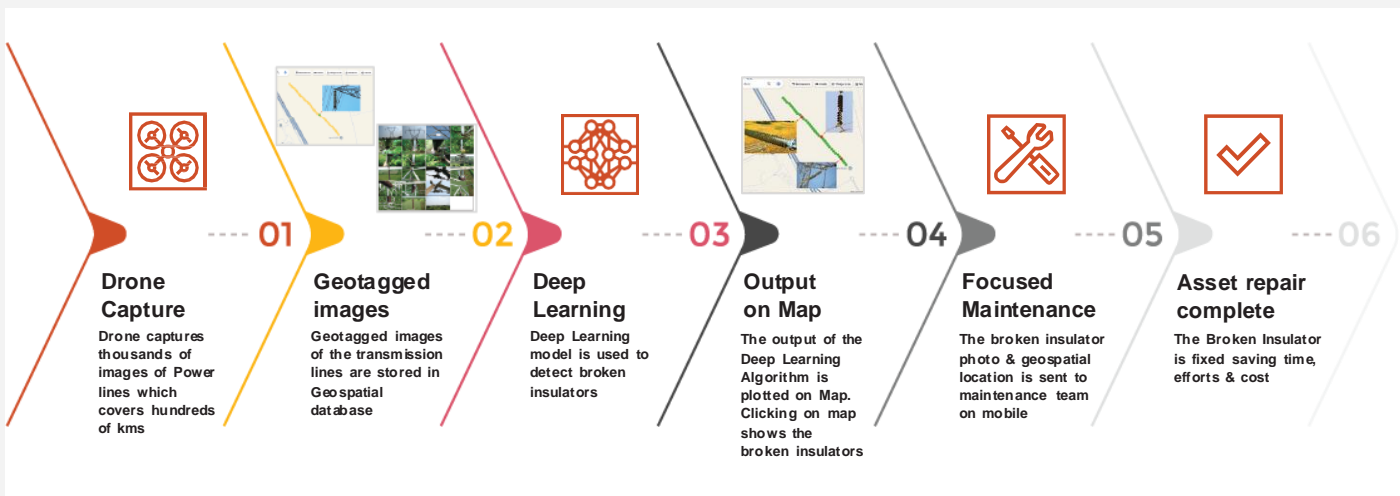 01
Drone
Capture
Drone captures
thousands of
images of Power
lines which
covers hundreds
of kms
02
Geotagged
images
Geotagged images
of the transmission
lines are stored in
Geospatial
database
03
Deep
Learning
Deep Learning
model is used to
detect broken
insulators
04
Output
on Map
The output of the
Deep Learning
Algorithm is
plotted on Map.
Clicking on map
shows the
broken insulators
05
Focused
Maintenance
The broken insulator
photo & geospatial
location is sent to
maintenance team
on mobile
06
Asset repair
complete
The Broken Insulator
is fixed saving time,
efforts & cost